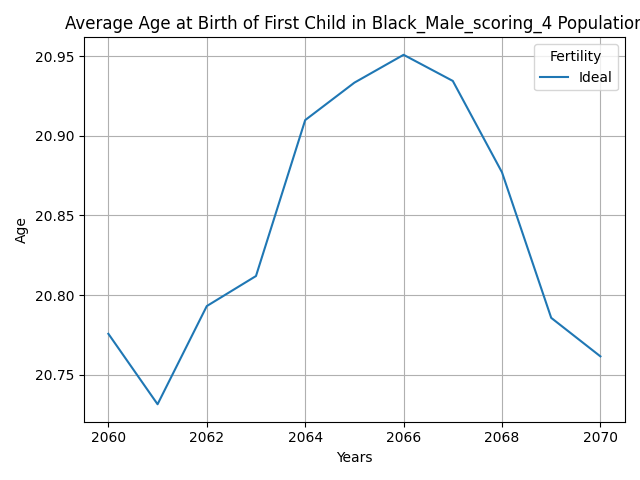 Average Age at Birth of First Child in Black_Male_scoring_4 Population
Fertility
Ideal
20.95
20.90
20.85
20.80
20.75
Age
2060 2062 2064 2066 2068 2070
Years